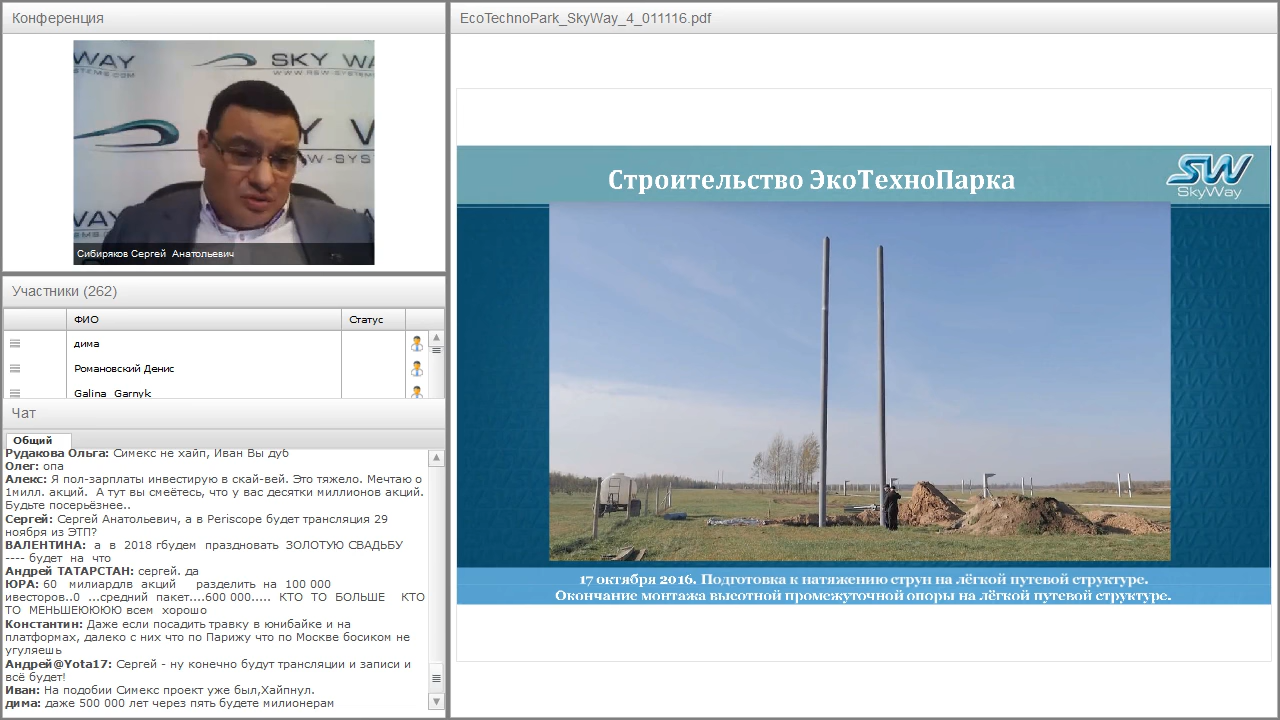 Конференция
WAY
STEMS.COM
SKY WA
WWW.RSW-SYSTEMS
KY W
W-SYS
WAY
Сибиряков Сергей Анатольевич
Участники (262)
ФИО Статус
дима
Романовский Денис
Galina Garnyk
Чат
Общий
Рудакова Ольга: Симекс не хайп, Иван Вы дуб
Олег: опа
Алекс: Я пол-зарплаты инвестирую в скай-вей. Это тяжело. Мечтаю о
1милл. акций. А тут вы смеётесь, что у вас десятки миллионов акций.
Будьте посерьёзнее..
Сергей: Сергей Анатольевич, а в Periscope будет трансляция 29
ноября из ЭТП?
ВАЛЕНТИНА: а в 2018 гбудем праздновать ЗОЛОТУЮ СВАДЬБУ
---- будет на что
Андрей ТАТАРСТАН: сергей. да
ЮРА: 60 милиардлв акций разделить на 100 000
ивесторов..0 ...средний пакет....600 000..... КТО ТО БОЛЬШЕ КТО
ТО МЕНЬШЕЮЮЮЮ всем хорошо
Константин: Даже если посадить травку в юнибайке и на
платформах, далеко с них что по Парижу что по Москве босиком не
угуляешь
Андрей@Yota17: Сергей - ну конечно будут трансляции и записи и
всё будет!
Иван: На подобии Симекс проект уже был,Хайпнул.
дима: даже 500 000 лет через пять будете милионерам
EcoTechnoPark_SkyWay_4_011116.pdf
Строительство ЭкоТехноПарка
SW
SkyWay
17 октября 2016. Подготовка к натяжению струн на лёгкой путевой структуре.
Окончание монтажа высотной промежуточной опоры на лёгкой путевой структуре.